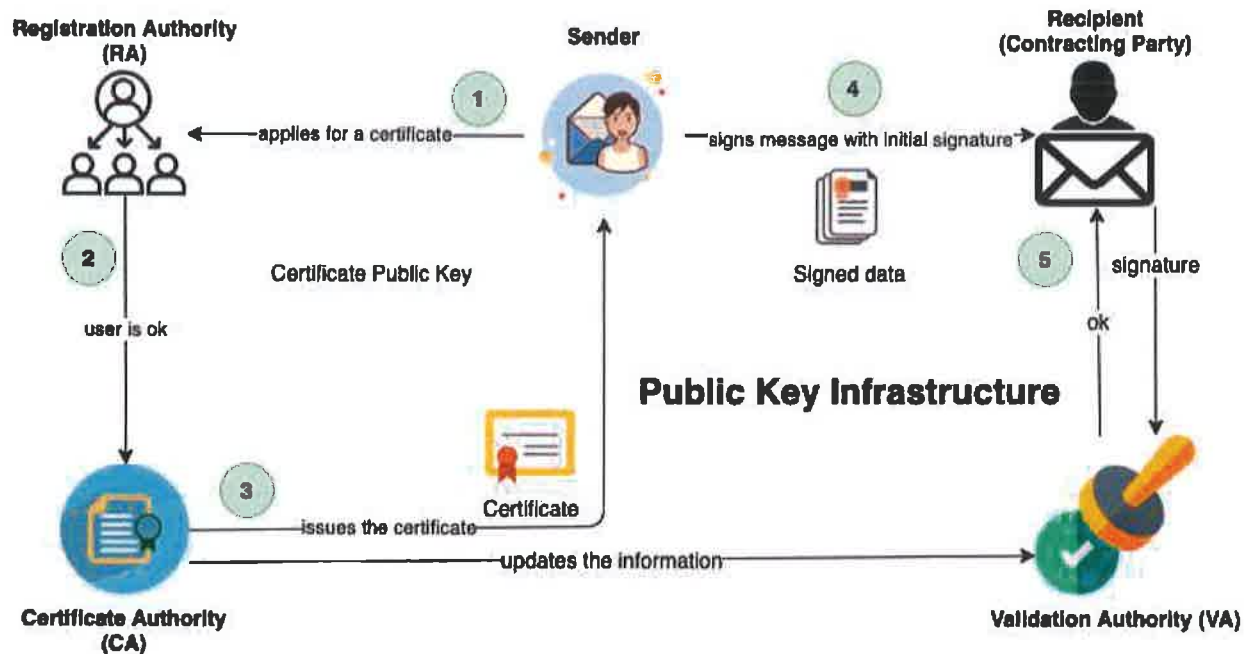 Registration Authority
(RA)
Sender
Recipient
(Contracting Party)
1
4
applies for a certificate
signs message with initial signature
2
Certificate Public Key
Signed data
5
signature
user is ok
ok
Public Key Infrastructure
3
Certificate
issues the certificate
updates the information
Certificate Authority
(CA)
Validation Authority (VA)